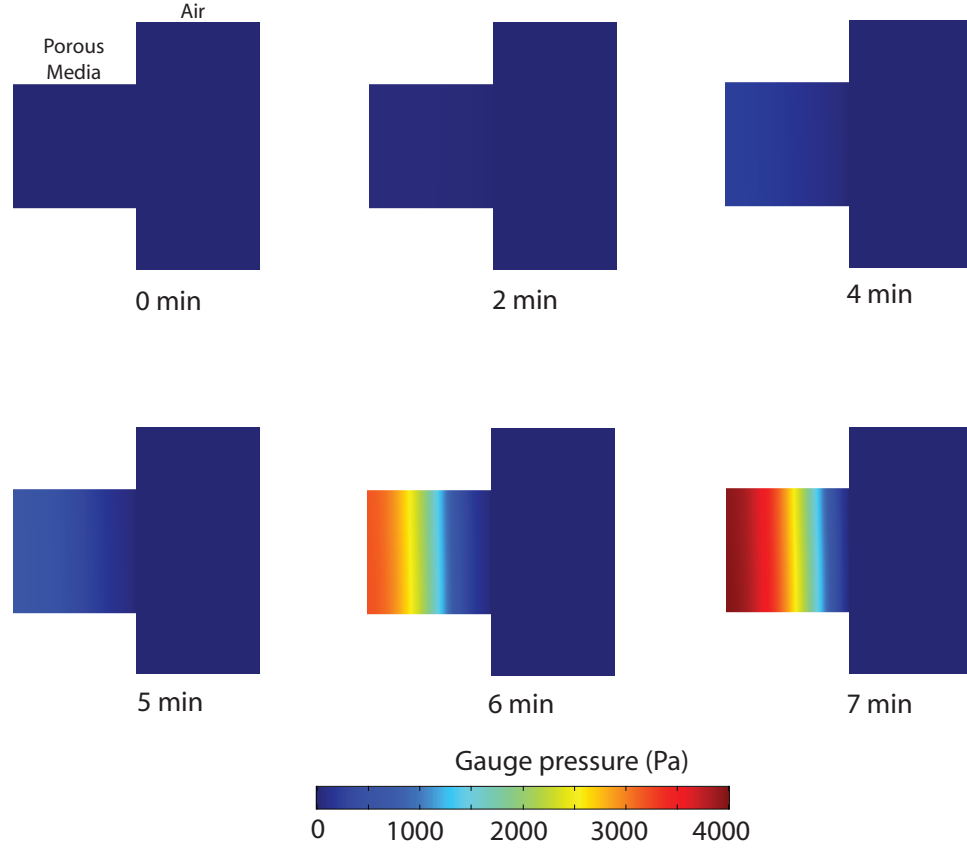 Air
Porous
Media
0 min
2 min
4 min
5 min
6 min
7 min
Gauge pressure (Pa)
0 1000 2000 3000 4000